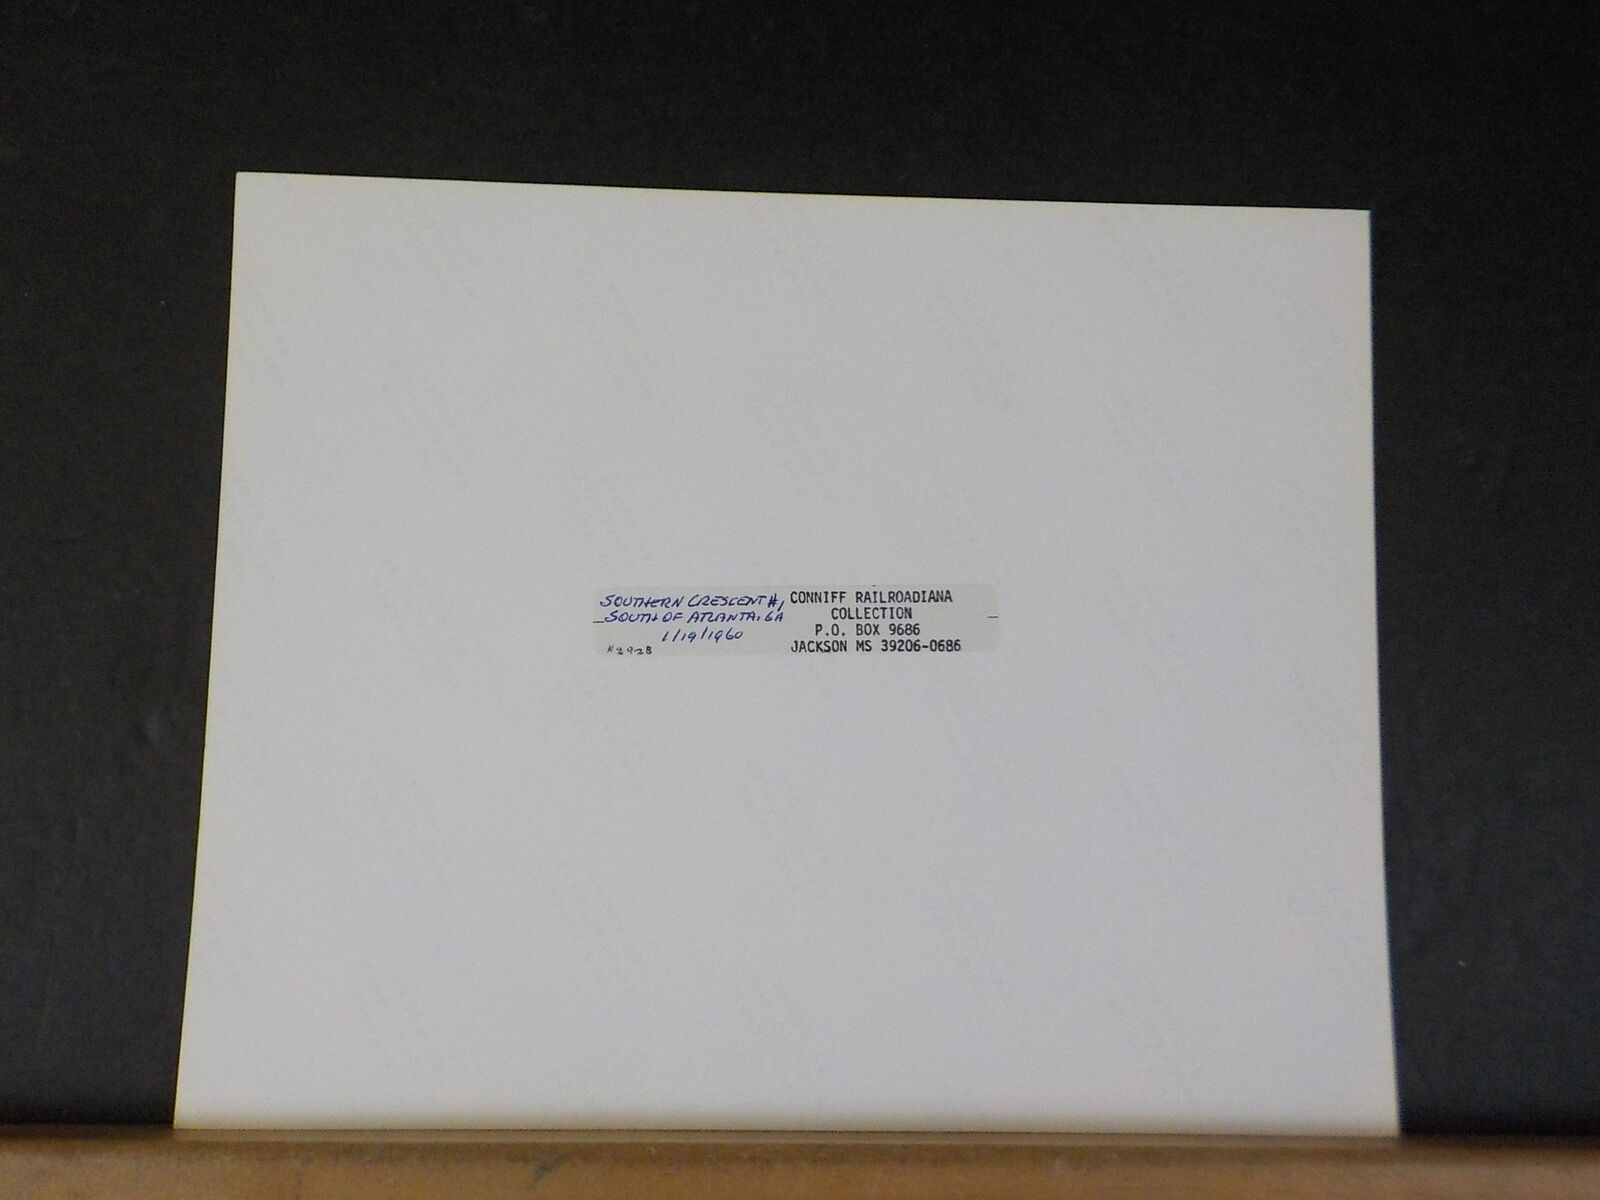 SOUTHERN CRESCENT #1
SOUTH OF ATLANTA, GA
1/19/1960
#2928
CONNIFF RAILROADIANA
COLLECTION
P.O. BOX 9686
JACKSON MS 39206-0686